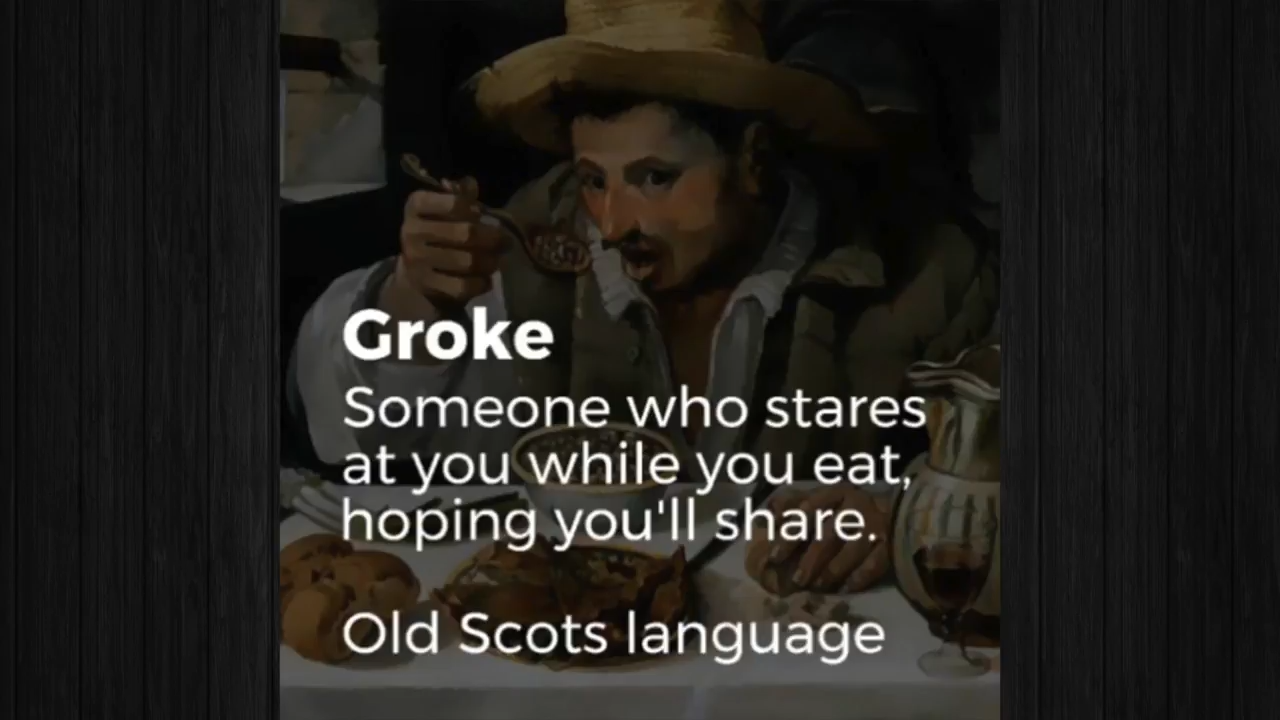 Groke
Someone who stares
at you while you eat,
hoping you'll share.
Old Scots language